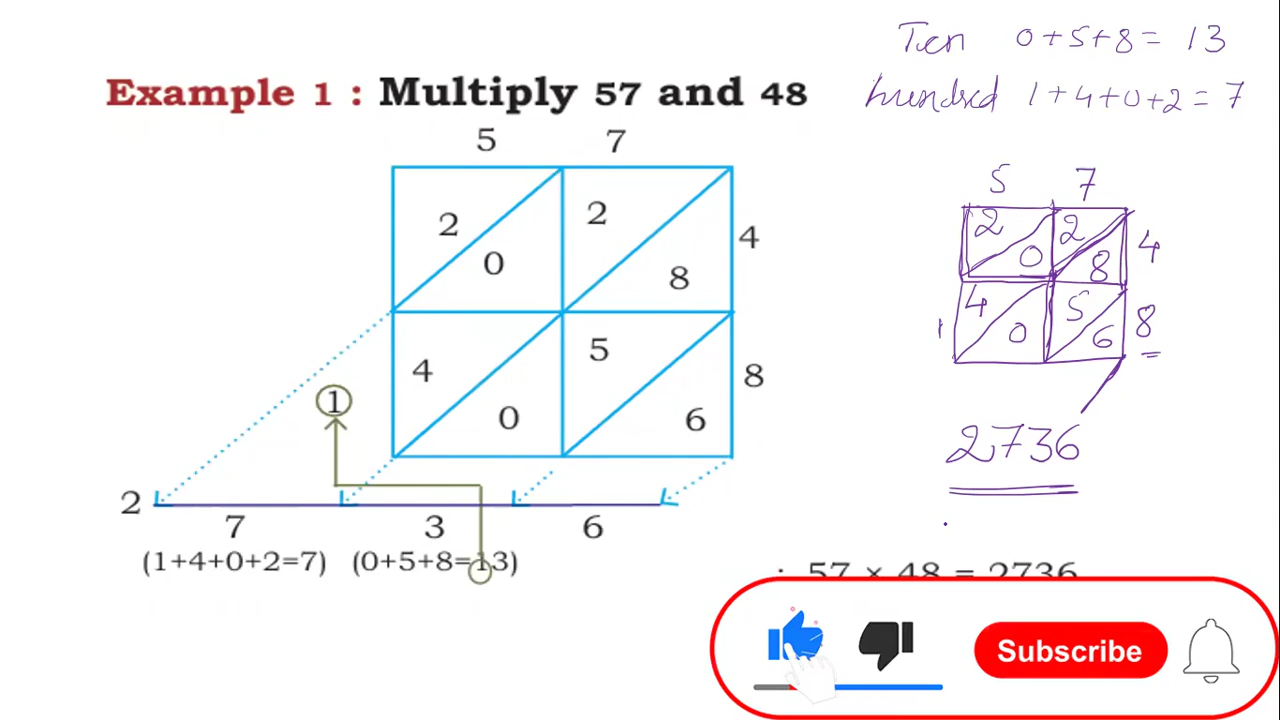 Ten 0+5+8= 13
Example 1 : Multiply 57 and 48
hundred 1+4+0+2=7
5 7
2 0 2 8 4
4 0 5 6 8
1
2 7 3 6
(1+4+0+2=7) (0+5+8=13)
5 7
2 0 2 8 4
1 4 0 5 6 8
2736
: 57 × 48 = 2736
Subscribe